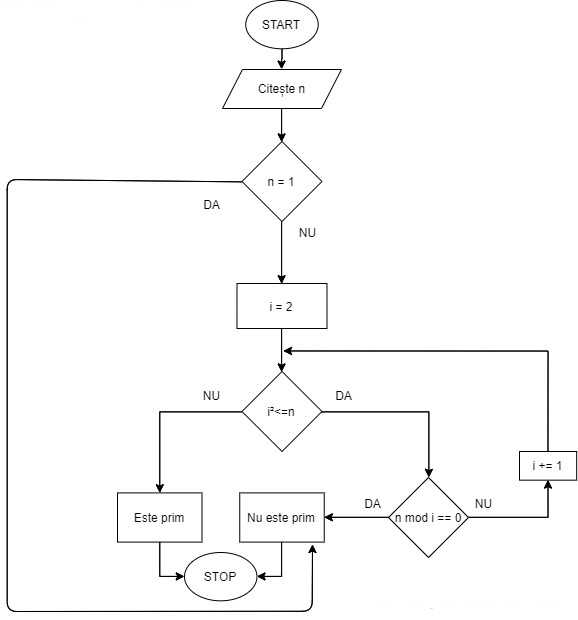 START
Citește n
n = 1
DA
NU
i = 2
NU
DA
i²<=n
i += 1
DA
NU
Este prim
Nu este prim
n mod i == 0
STOP